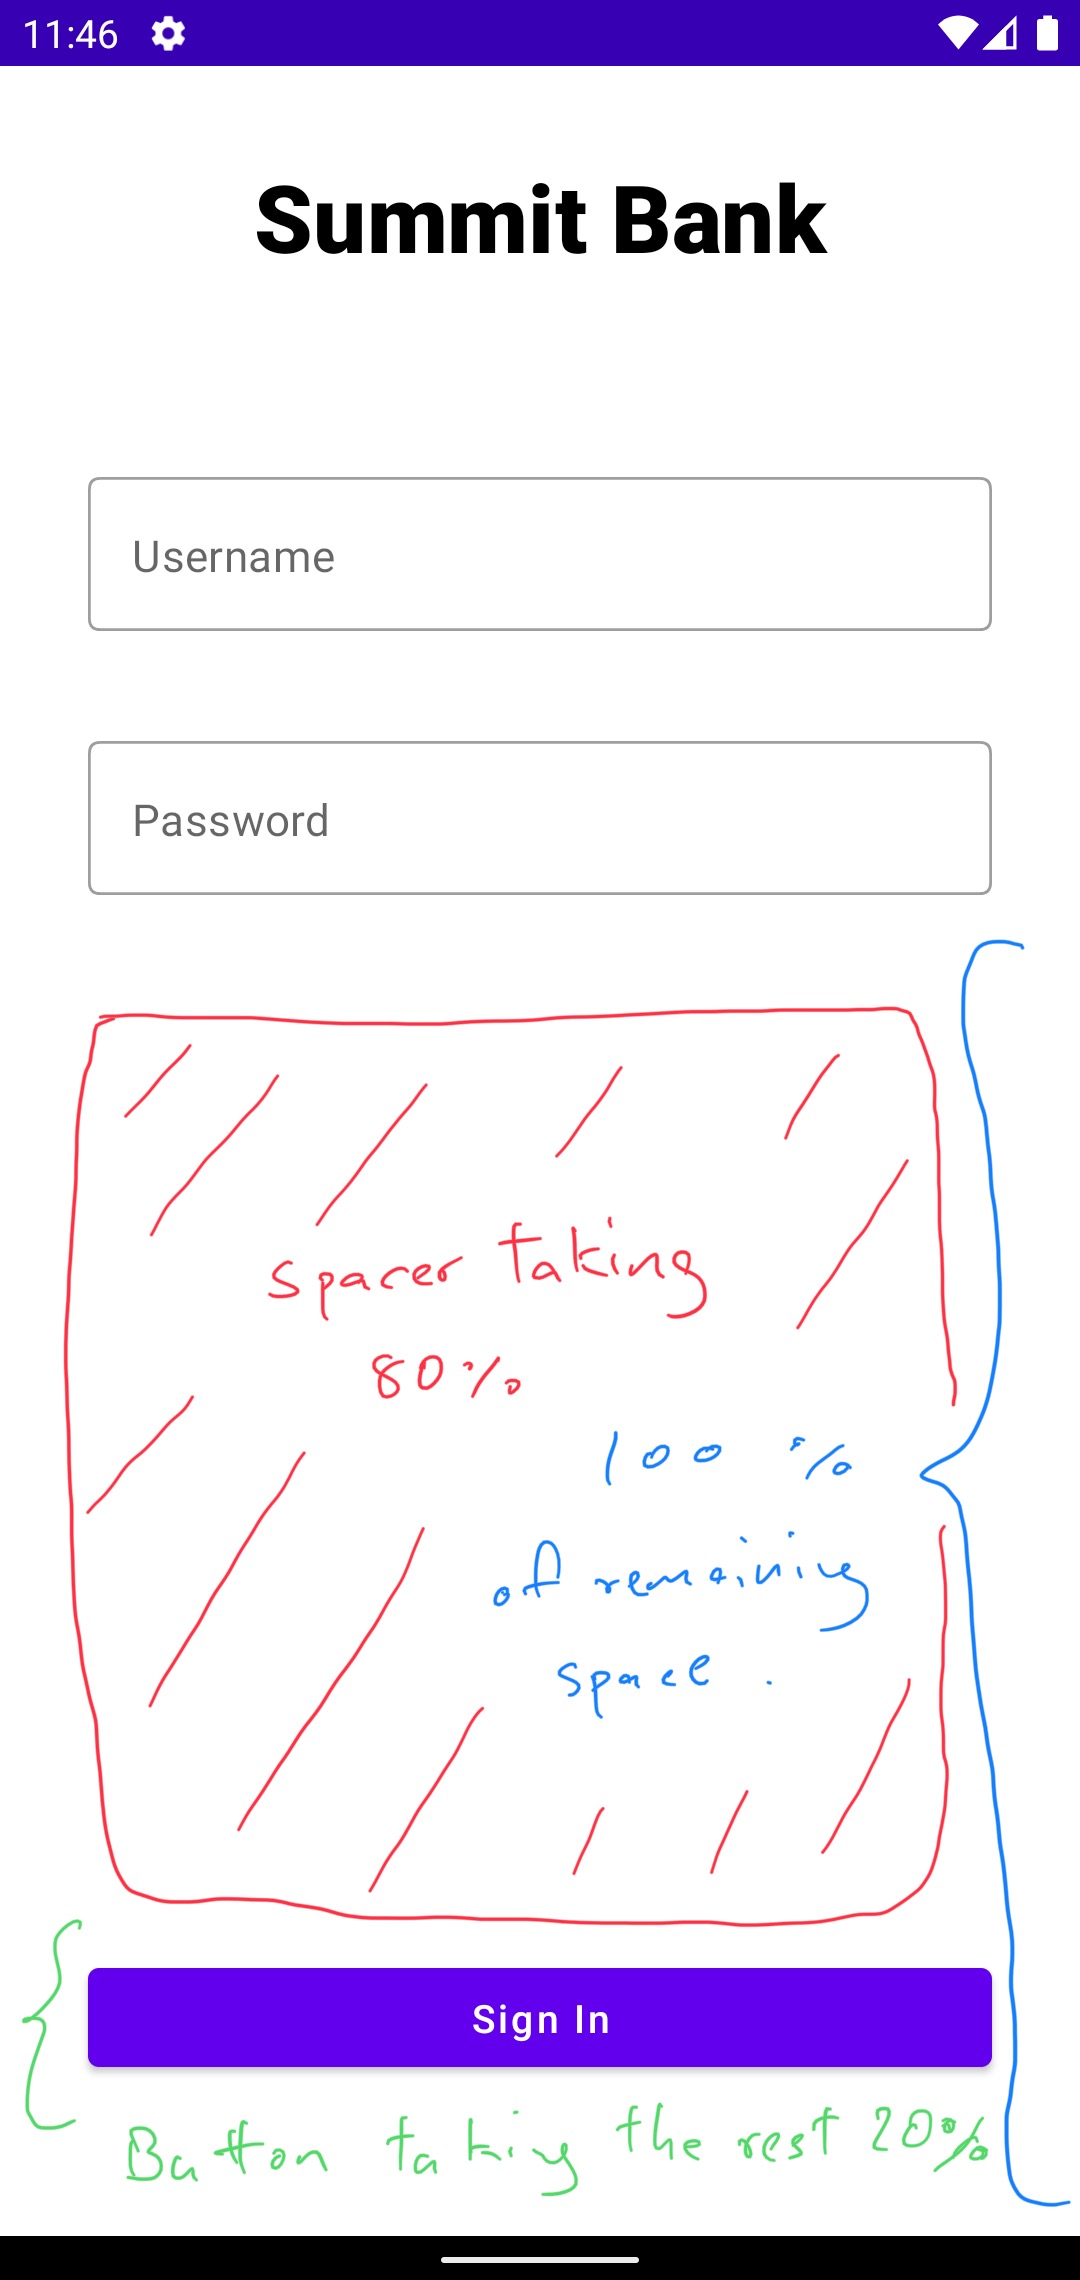 11:46
Summit Bank
Username
Password
spacer taking
80%
100 %
of remaining
space.
Sign In
Button taking the rest 20%